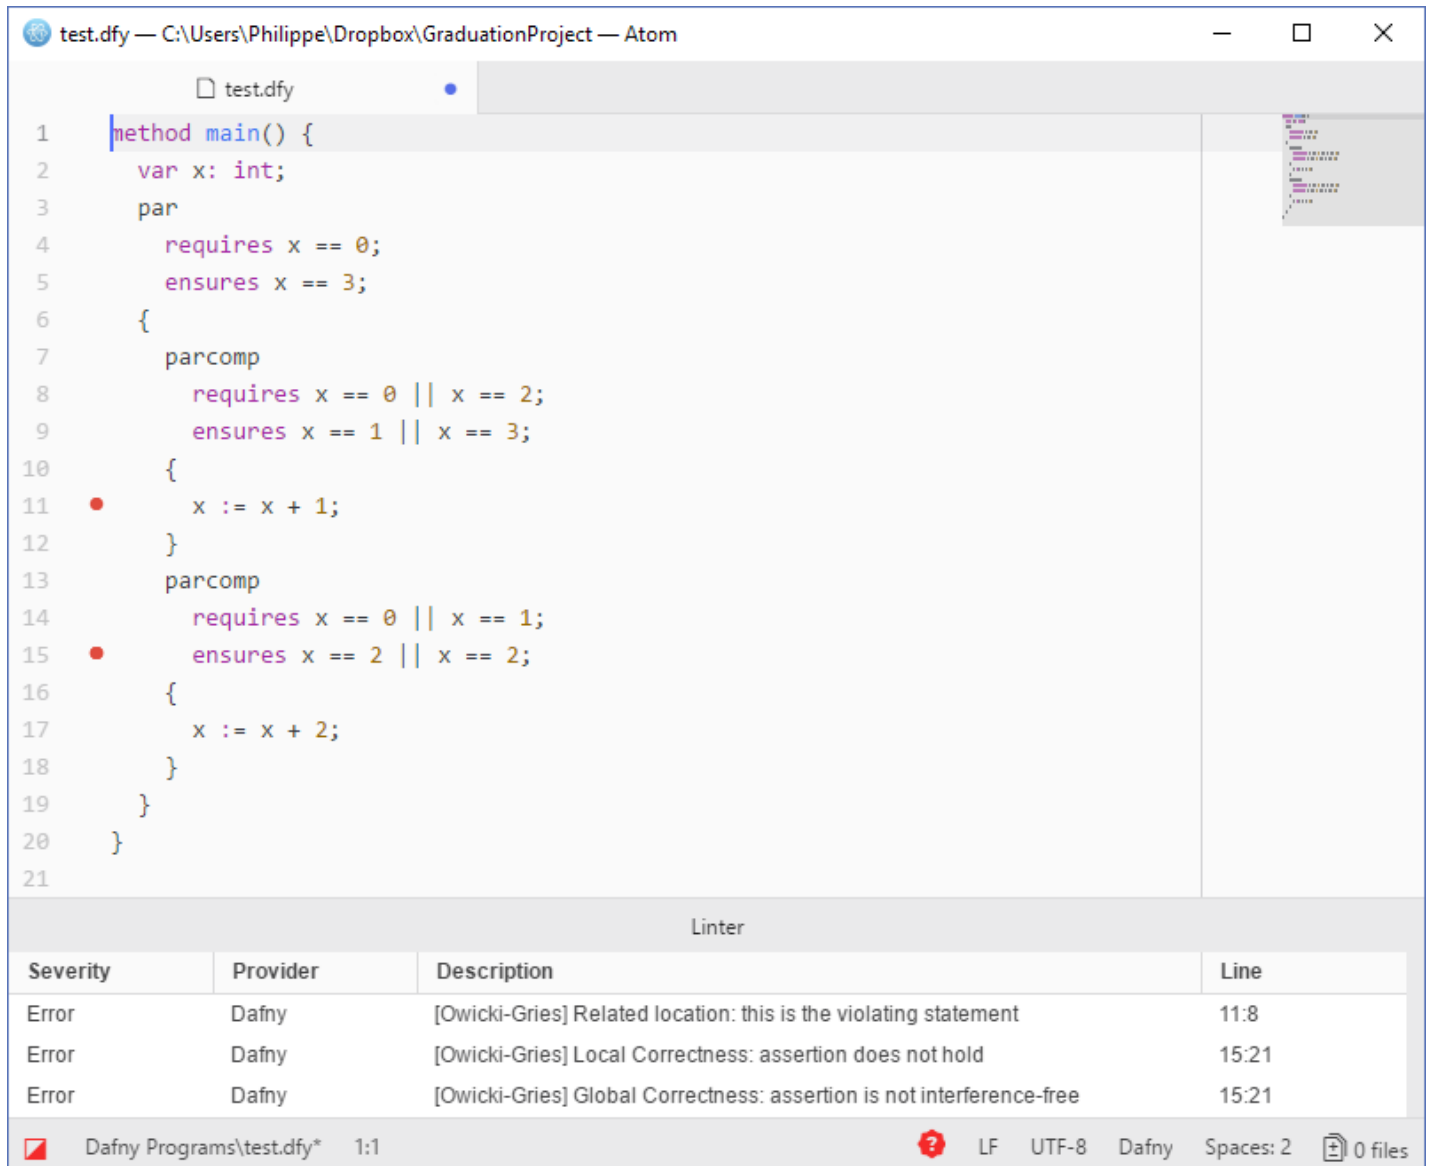 test.dfy — C:\Users\Philippe\Dropbox\GraduationProject — Atom
test.dfy
1 method main() {
2 var x: int;
3 par
4 requires x == 0;
5 ensures x == 3;
6 {
7 parcomp
8 requires x == 0 || x == 2;
9 ensures x == 1 || x == 3;
10 {
11 x := x + 1;
12 }
13 parcomp
14 requires x == 0 || x == 1;
15 ensures x == 2 || x == 2;
16 {
17 x := x + 2;
18 }
19 }
20 }
21
Linter
Severity Provider Description Line
Error Dafny [Owicki-Gries] Related location: this is the violating statement 11:8
Error Dafny [Owicki-Gries] Local Correctness: assertion does not hold 15:21
Error Dafny [Owicki-Gries] Global Correctness: assertion is not interference-free 15:21
Dafny Programs\test.dfy* 1:1 ? LF UTF-8 Dafny Spaces: 2 0 files